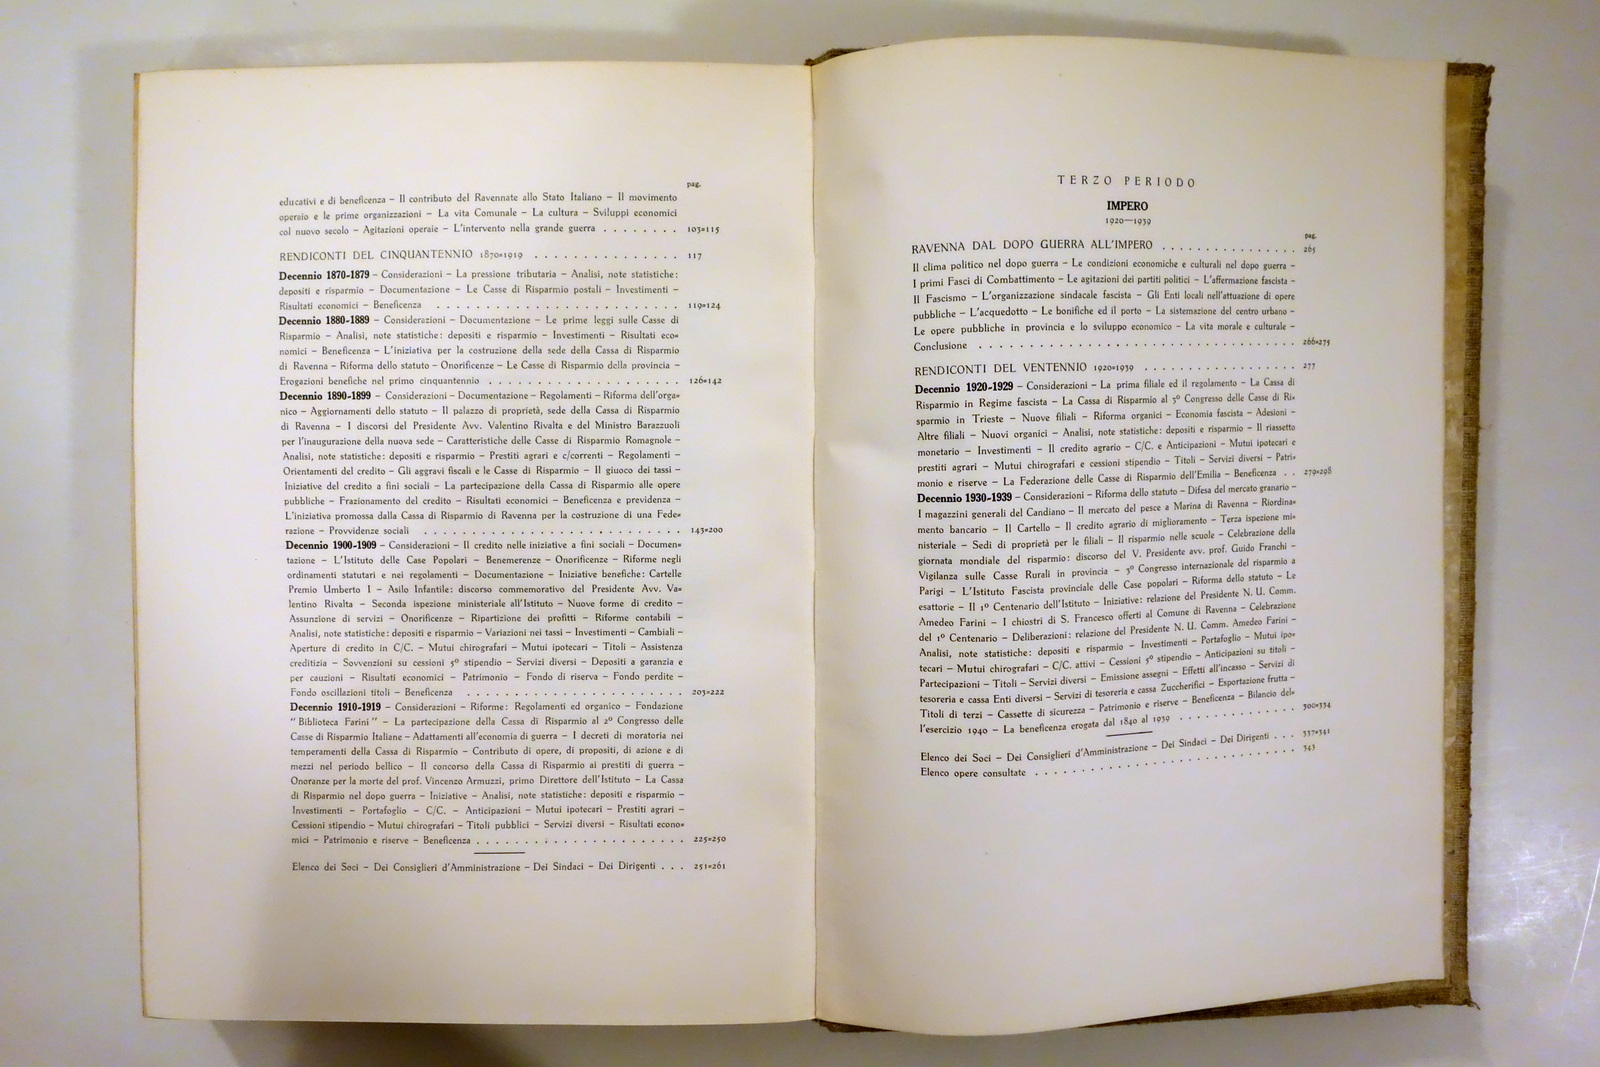 pag.
educativi e di beneficenza – Il contributo del Ravennate allo Stato Italiano – Il movimento
operaio e le prime organizzazioni – La vita Comunale – La cultura – Sviluppi economici
col nuovo secolo – Agitazioni operaie – L'intervento nella grande guerra . . . . . . . . 103=115
RENDICONTI DEL CINQUANTENNIO 1870=1919 . . . . . . . . . . . . . . . 117
Decennio 1870-1879 – Considerazioni – La pressione tributaria – Analisi, note statistiche:
depositi e risparmio – Documentazione – Le Casse di Risparmio postali – Investimenti –
Risultati economici – Beneficenza . . . . . . . . . . . . . . . . . . . . . . . . . 119=124
Decennio 1880-1889 – Considerazioni – Documentazione – Le prime leggi sulle Casse di
Risparmio – Analisi, note statistiche: depositi e risparmio – Investimenti – Risultati eco=
nomici – Beneficenza – L'iniziativa per la costruzione della sede della Cassa di Risparmio
di Ravenna – Riforma dello statuto – Onorificenze – Le Casse di Risparmio della provincia –
Erogazioni benefiche nel primo cinquantennio . . . . . . . . . . . . . . . . . . . . 126=142
Decennio 1890-1899 – Considerazioni – Documentazione – Regolamenti – Riforma dell'orga=
nico – Aggiornamenti dello statuto – Il palazzo di proprietà, sede della Cassa di Risparmio
di Ravenna – I discorsi del Presidente Avv. Valentino Rivalta e del Ministro Barazzuoli
per l'inaugurazione della nuova sede – Caratteristiche delle Casse di Risparmio Romagnole –
Analisi, note statistiche: depositi e risparmio – Prestiti agrari e c/correnti – Regolamenti –
Orientamenti del credito – Gli aggravi fiscali e le Casse di Risparmio – Il giuoco dei tassi –
Iniziative del credito a fini sociali – La partecipazione della Cassa di Risparmio alle opere
pubbliche – Frazionamento del credito – Risultati economici – Beneficenza e previdenza –
L'iniziativa promossa dalla Cassa di Risparmio di Ravenna per la costruzione di una Fede=
razione – Provvidenze sociali . . . . . . . . . . . . . . . . . . . . . . . . . . . 143=200
Decennio 1900-1909 – Considerazioni – Il credito nelle iniziative a fini sociali – Documen=
tazione – L'Istituto delle Case Popolari – Benemerenze – Onorificenze – Riforme negli
ordinamenti statutari e nei regolamenti – Documentazione – Iniziative benefiche: Cartelle
Premio Umberto I – Asilo Infantile: discorso commemorativo del Presidente Avv. Va=
lentino Rivalta – Seconda ispezione ministeriale all'Istituto – Nuove forme di credito –
Assunzione di servizi – Onorificenze – Ripartizione dei profitti – Riforme contabili –
Analisi, note statistiche: depositi e risparmio – Variazioni nei tassi – Investimenti – Cambiali –
Aperture di credito in C/C. – Mutui chirografari – Mutui ipotecari – Titoli – Assistenza
creditizia – Sovvenzioni su cessioni 5º stipendio – Servizi diversi – Depositi a garanzia e
per cauzioni – Risultati economici – Patrimonio – Fondo di riserva – Fondo perdite –
Fondo oscillazioni titoli – Beneficenza . . . . . . . . . . . . . . . . . . . . . . . 203=222
Decennio 1910-1919 – Considerazioni – Riforme: Regolamenti ed organico – Fondazione
"Biblioteca Farini" – La partecipazione della Cassa di Risparmio al 2º Congresso delle
Casse di Risparmio Italiane – Adattamenti all'economia di guerra – I decreti di moratoria nei
temperamenti della Cassa di Risparmio – Contributo di opere, di propositi, di azione e di
mezzi nel periodo bellico – Il concorso della Cassa di Risparmio ai prestiti di guerra –
Onoranze per la morte del prof. Vincenzo Armuzzi, primo Direttore dell'Istituto – La Cassa
di Risparmio nel dopo guerra – Iniziative – Analisi, note statistiche: depositi e risparmio –
Investimenti – Portafoglio – C/C. – Anticipazioni – Mutui ipotecari – Prestiti agrari –
Cessioni stipendio – Mutui chirografari – Titoli pubblici – Servizi diversi – Risultati econo=
mici – Patrimonio e riserve – Beneficenza . . . . . . . . . . . . . . . . . . . . . . 225=250
Elenco dei Soci – Dei Consiglieri d'Amministrazione – Dei Sindaci – Dei Dirigenti . . . 251=261
TERZO PERIODO
IMPERO
1920—1939
pag.
RAVENNA DAL DOPO GUERRA ALL'IMPERO . . . . . . . . . . . . . . . 265
Il clima politico nel dopo guerra – Le condizioni economiche e culturali nel dopo guerra –
I primi Fasci di Combattimento – Le agitazioni dei partiti politici – L'affermazione fascista –
Il Fascismo – L'organizzazione sindacale fascista – Gli Enti locali nell'attuazione di opere
pubbliche – L'acquedotto – Le bonifiche ed il porto – La sistemazione del centro urbano –
Le opere pubbliche in provincia e lo sviluppo economico – La vita morale e culturale –
Conclusione . . . . . . . . . . . . . . . . . . . . . . . . . . . . . . . . . 266=275
RENDICONTI DEL VENTENNIO 1920=1939 . . . . . . . . . . . . . . . . . 277
Decennio 1920-1929 – Considerazioni – La prima filiale ed il regolamento – La Cassa di
Risparmio in Regime fascista – La Cassa di Risparmio al 3º Congresso delle Casse di Ri=
sparmio in Trieste – Nuove filiali – Riforma organici – Economia fascista – Adesioni –
Altre filiali – Nuovi organici – Analisi, note statistiche: depositi e risparmio – Il riassetto
monetario – Investimenti – Il credito agrario – C/C. e Anticipazioni – Mutui ipotecari e
prestiti agrari – Mutui chirografari e cessioni stipendio – Titoli – Servizi diversi – Patri=
monio e riserve – La Federazione delle Casse di Risparmio dell'Emilia – Beneficenza . . 279=298
Decennio 1930-1939 – Considerazioni – Riforma dello statuto – Difesa del mercato granario –
I magazzini generali del Candiano – Il mercato del pesce a Marina di Ravenna – Riordina=
mento bancario – Il Cartello – Il credito agrario di miglioramento – Terza ispezione mi=
nisteriale – Sedi di proprietà per le filiali – Il risparmio nelle scuole – Celebrazione della
giornata mondiale del risparmio: discorso del V. Presidente avv. prof. Guido Franchi –
Vigilanza sulle Casse Rurali in provincia – 3º Congresso internazionale del risparmio a
Parigi – L'Istituto Fascista provinciale delle Case popolari – Riforma dello statuto – Le
esattorie – Il 1º Centenario dell'Istituto – Iniziative: relazione del Presidente N. U. Comm.
Amedeo Farini – I chiostri di S. Francesco offerti al Comune di Ravenna – Celebrazione
del 1º Centenario – Deliberazioni: relazione del Presidente N. U. Comm. Amedeo Farini –
Analisi, note statistiche: depositi e risparmio – Investimenti – Portafoglio – Mutui ipo=
tecari – Mutui chirografari – C/C. attivi – Cessioni 5º stipendio – Anticipazioni su titoli –
Partecipazioni – Titoli – Servizi diversi – Emissione assegni – Effetti all'incasso – Servizi di
tesoreria e cassa Enti diversi – Servizi di tesoreria e cassa Zuccherifici – Esportazione frutta –
Titoli di terzi – Cassette di sicurezza – Patrimonio e riserve – Beneficenza – Bilancio del=
l'esercizio 1940 – La beneficenza erogata dal 1840 al 1939 . . . . . . . . . . . . 300=334
Elenco dei Soci – Dei Consiglieri d'Amministrazione – Dei Sindaci – Dei Dirigenti . . . 337=341
Elenco opere consultate . . . . . . . . . . . . . . . . . . . . . . . . . . . 343